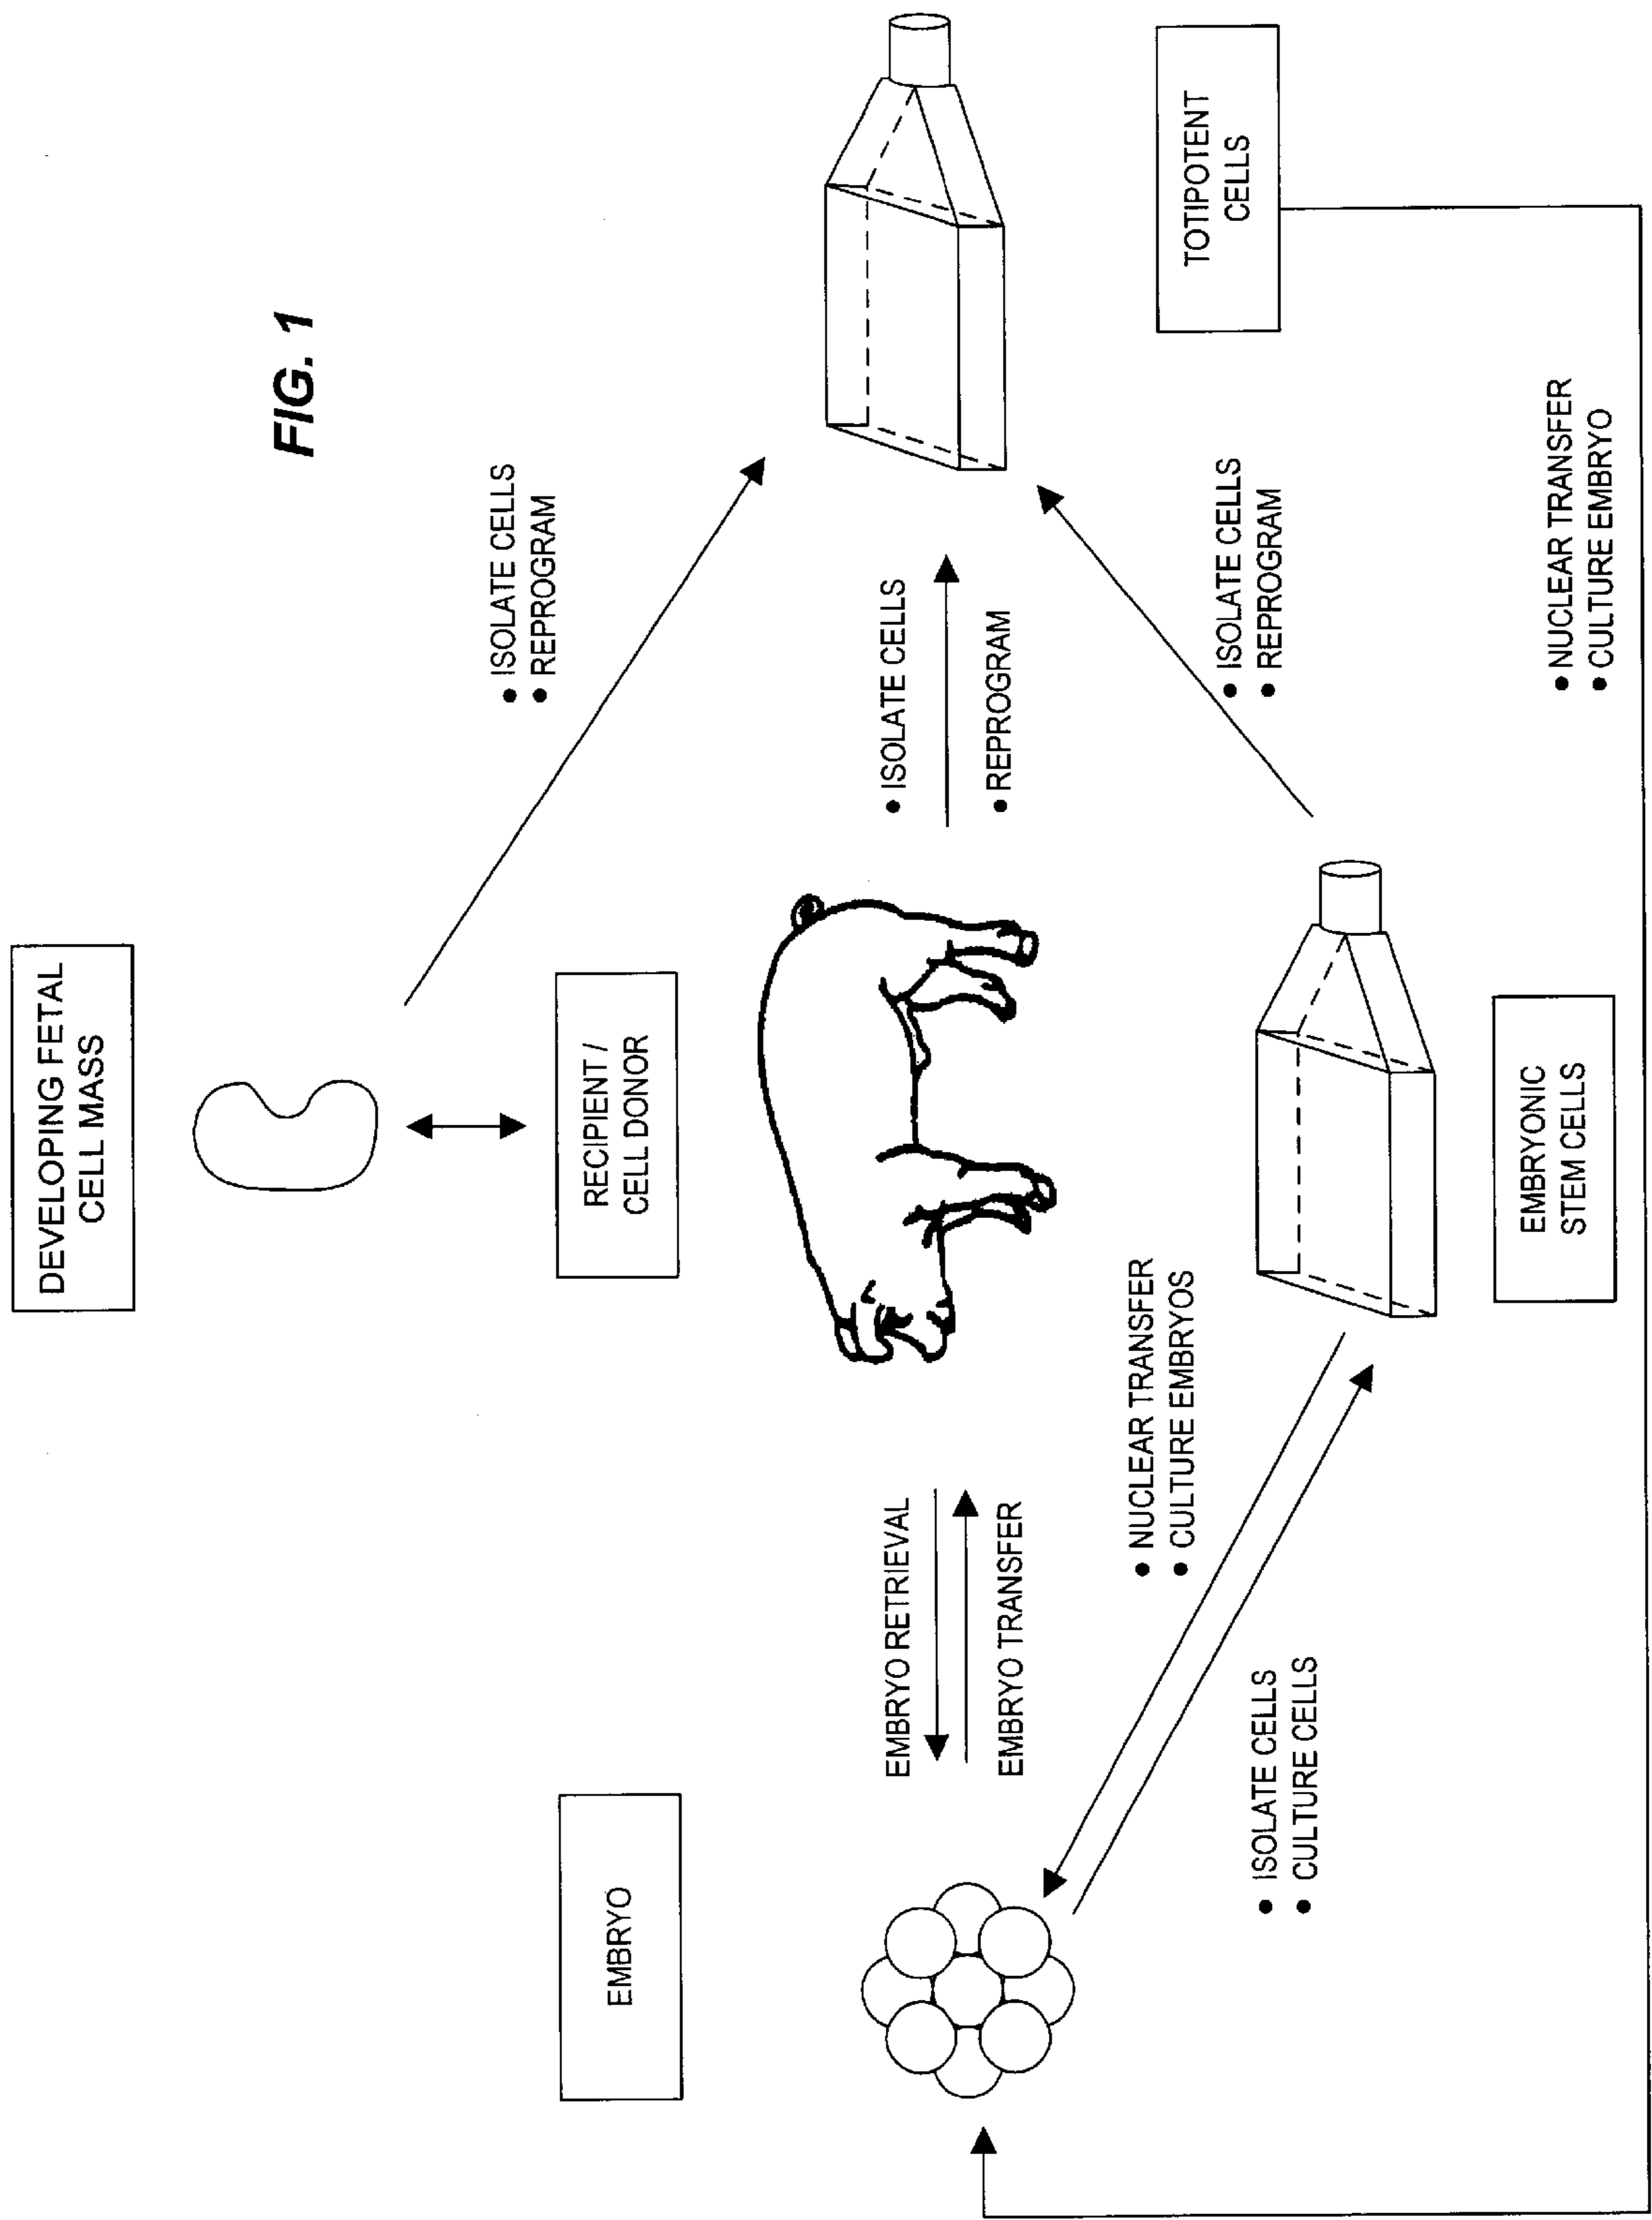 FIG. 1
DEVELOPING FETAL
CELL MASS
• ISOLATE CELLS
• REPROGRAM
RECIPIENT /
CELL DONOR
EMBRYO
EMBRYO RETRIEVAL
EMBRYO TRANSFER
• ISOLATE CELLS
• REPROGRAM
• NUCLEAR TRANSFER
• CULTURE EMBRYOS
• ISOLATE CELLS
• CULTURE CELLS
• ISOLATE CELLS
• REPROGRAM
TOTIPOTENT
CELLS
EMBRYONIC
STEM CELLS
• NUCLEAR TRANSFER
• CULTURE EMBRYO